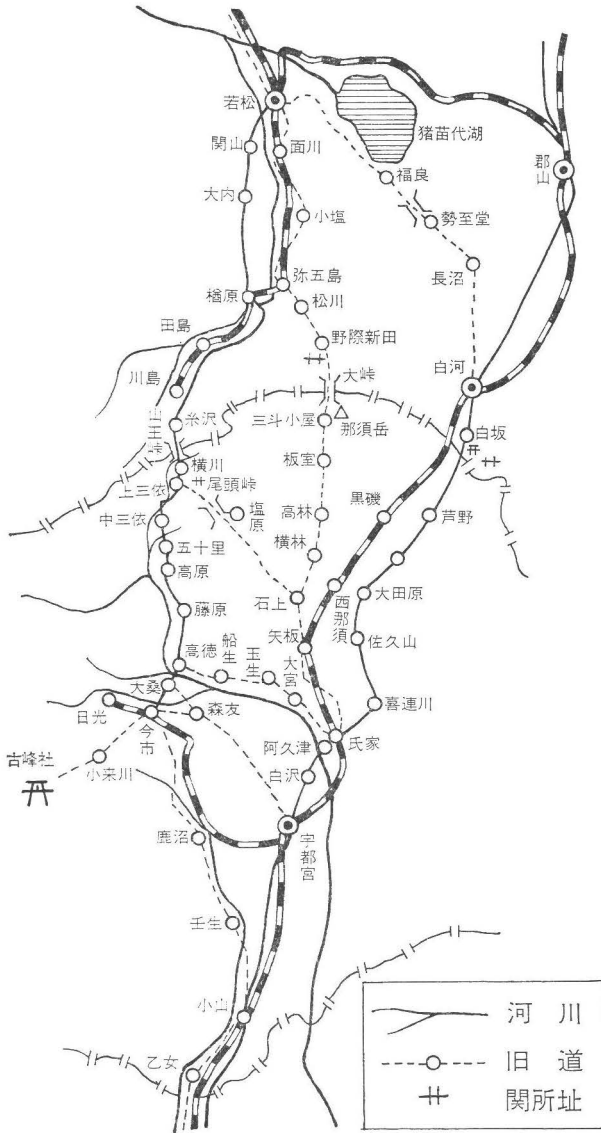 若松
猪苗代湖
関山
面川
郡山
福良
大内
小塩
勢至堂
長沼
弥五島
楢原
松川
田島
野際新田
白河
大峠
川島
那須岳
糸沢
三斗小屋
山王峠
白坂
横川
板室
尾頭峠
上三依
塩原
黒磯
高林
芦野
中三依
横林
五十里
高原
石上
西那須
大田原
藤原
矢板
佐久山
船生
玉生
大宮
高徳
大桑
喜連川
日光
森友
今市
阿久津
氏家
古峰社
小来川
白沢
鹿沼
宇都宮
壬生
小山
乙女
河川
旧道
関所址